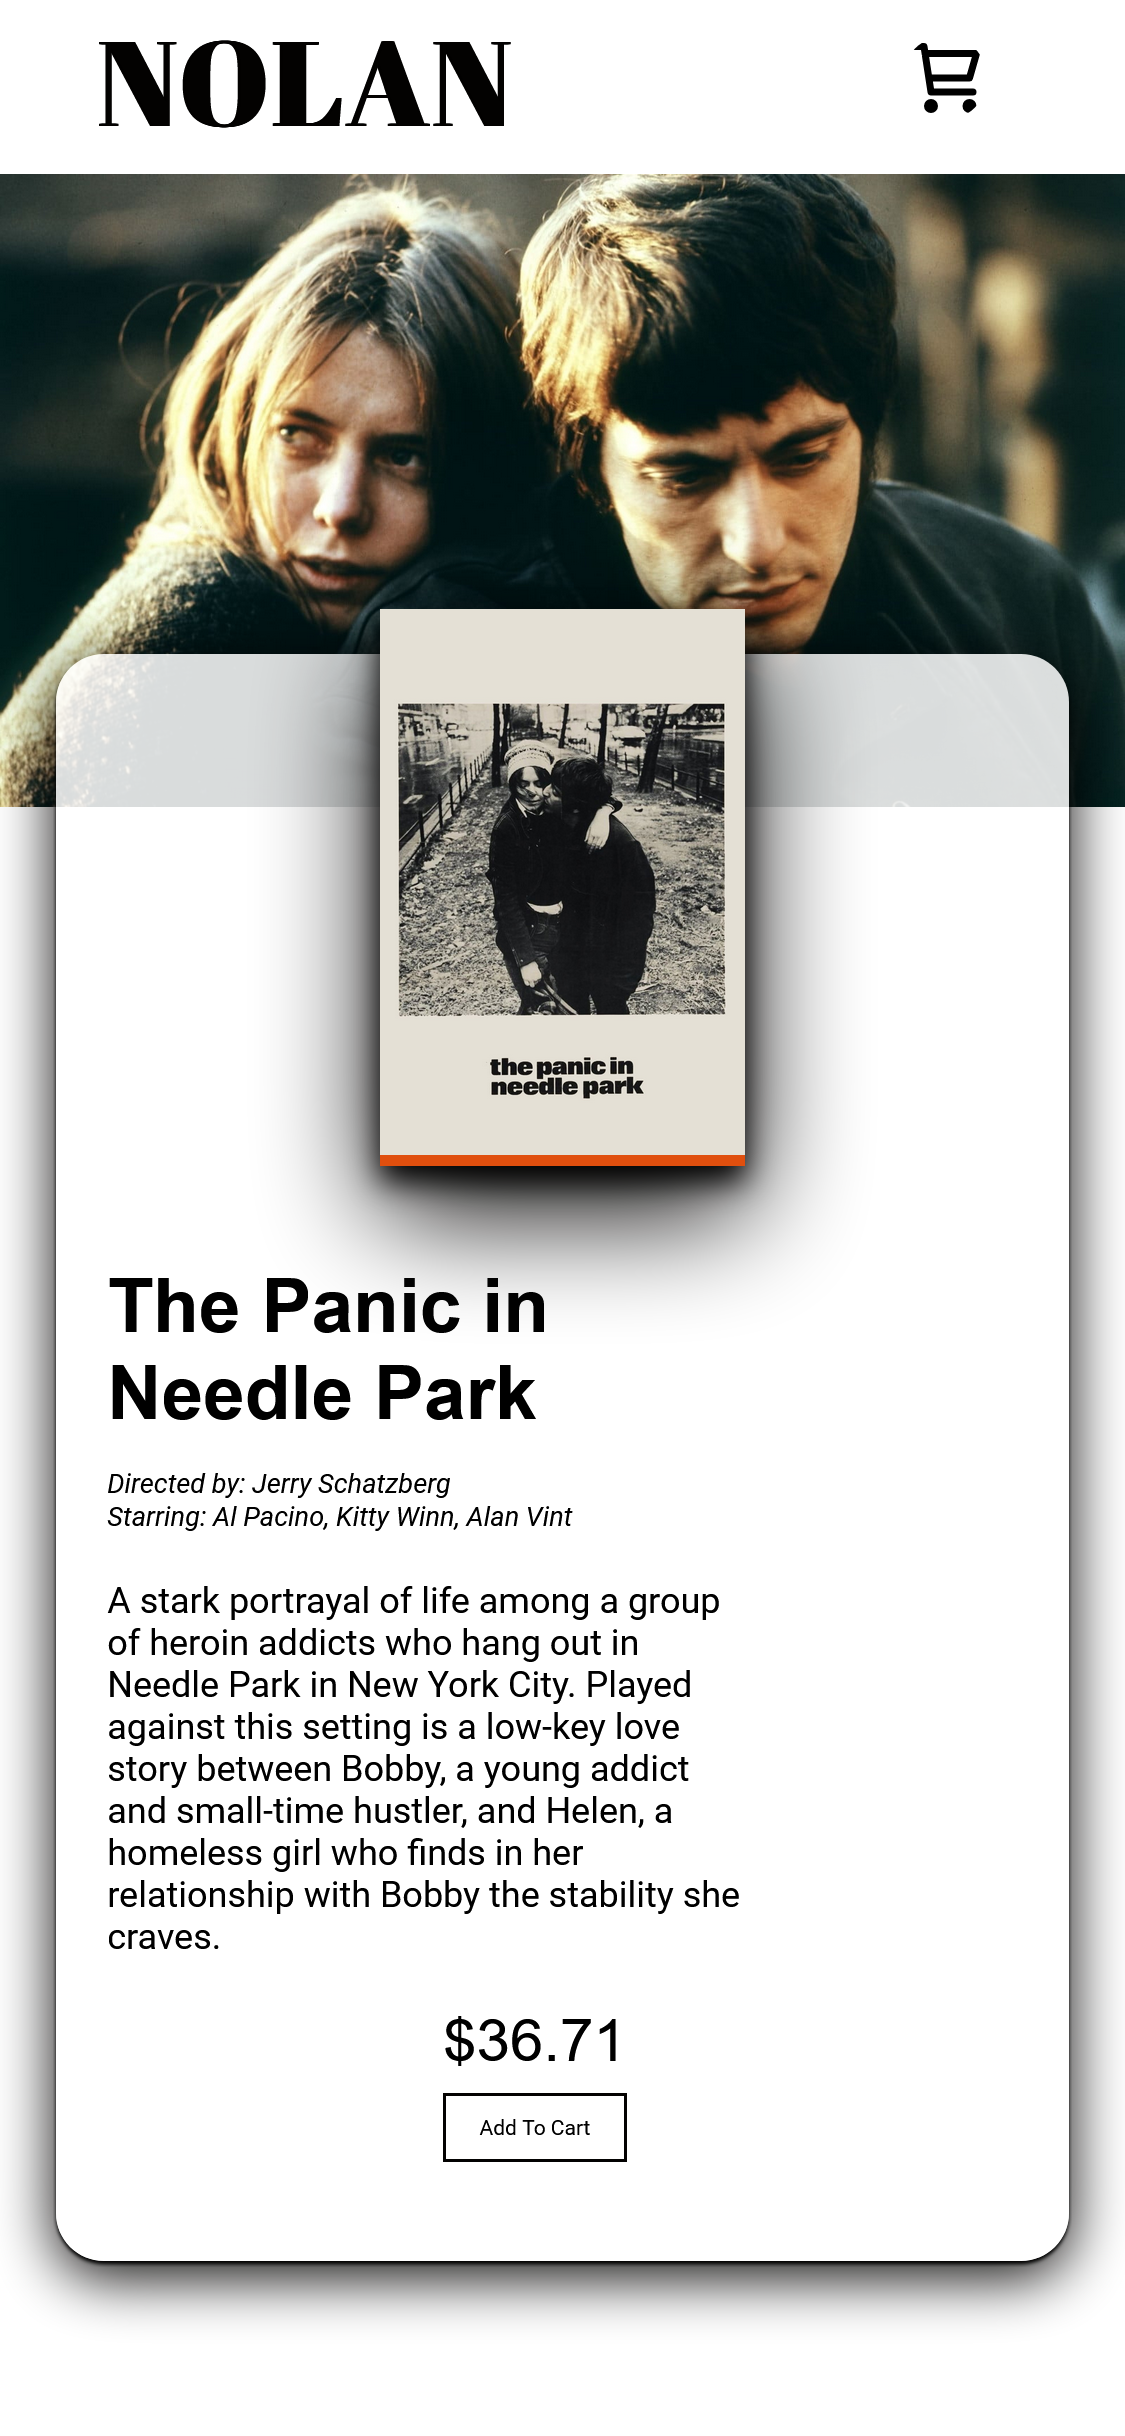 NOLAN
the panic in
needle park
The Panic in
Needle Park
Directed by: Jerry Schatzberg
Starring: Al Pacino, Kitty Winn, Alan Vint
A stark portrayal of life among a group
of heroin addicts who hang out in
Needle Park in New York City. Played
against this setting is a low-key love
story between Bobby, a young addict
and small-time hustler, and Helen, a
homeless girl who finds in her
relationship with Bobby the stability she
craves.
$36.71
Add To Cart